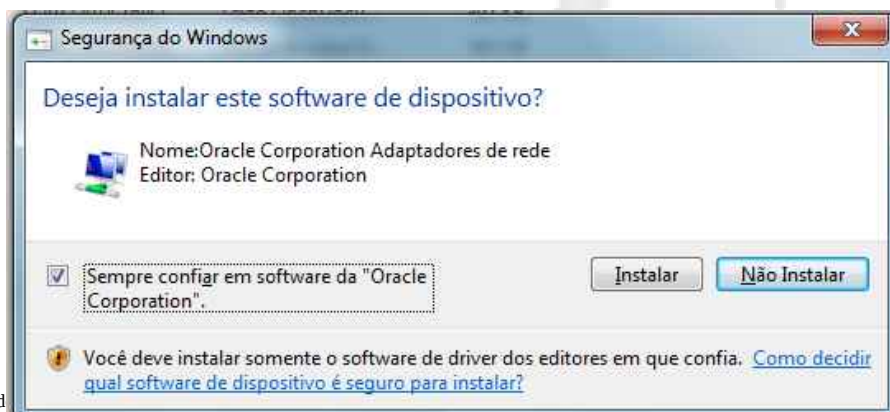 Segurança do Windows
X
Deseja instalar este software de dispositivo?
Nome:Oracle Corporation Adaptadores de rede
Editor: Oracle Corporation
Sempre confiar em software da "Oracle
Corporation".
Instalar
Não Instalar
Você deve instalar somente o software de driver dos editores em que confia. Como decidir
qual software de dispositivo é seguro para instalar?